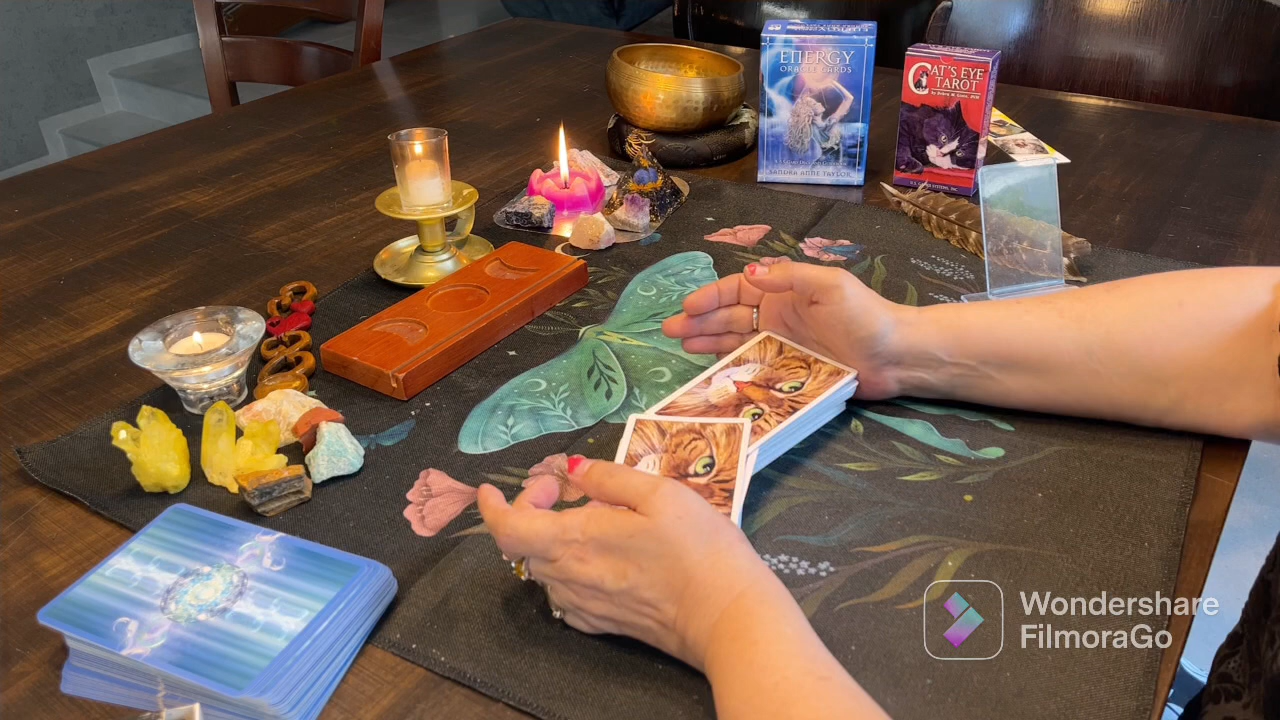 ENERGY
ORACLE CARDS
SANDRA ANNE TAYLOR
CAT'S EYE
TAROT
Wondershare
FilmoraGo